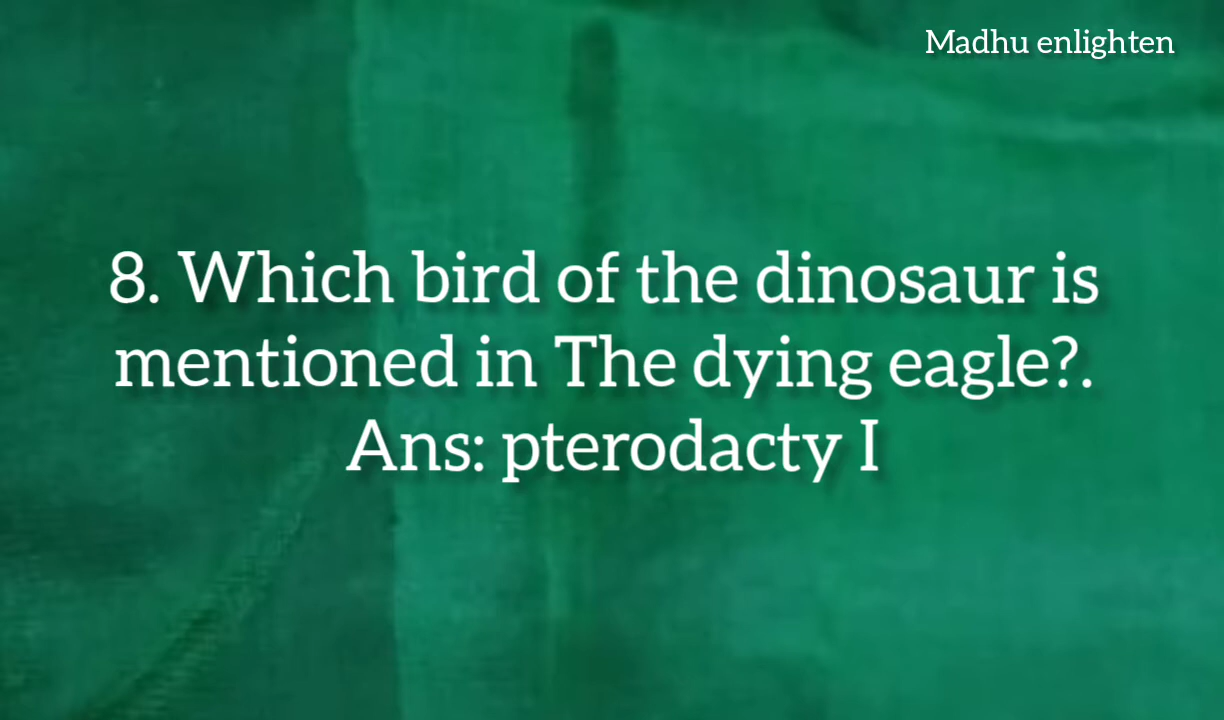 Madhu enlighten
8. Which bird of the dinosaur is
mentioned in The dying eagle?.
Ans: pterodacty I